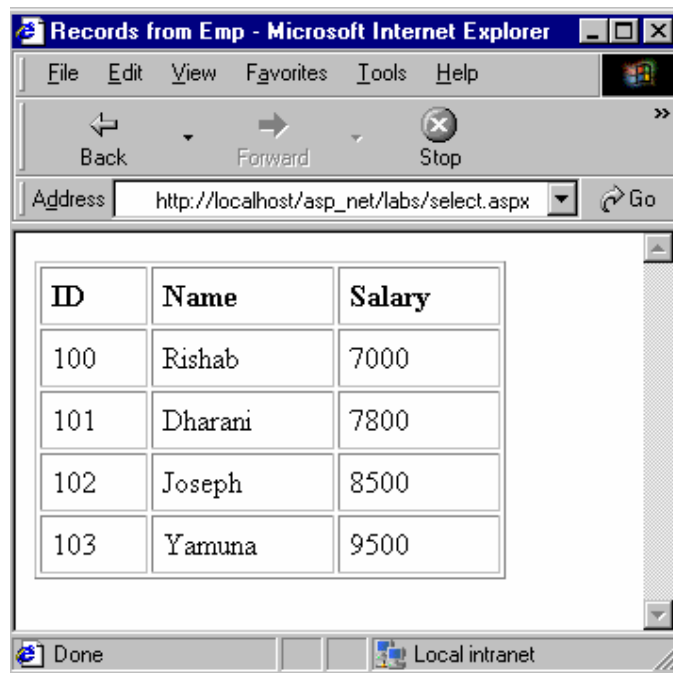 Records from Emp - Microsoft Internet Explorer
File Edit View Favorites Tools Help
Back Forward Stop »
Address http://localhost/asp_net/labs/select.aspx Go
ID Name Salary
100 Rishab 7000
101 Dharani 7800
102 Joseph 8500
103 Yamuna 9500
Done Local intranet